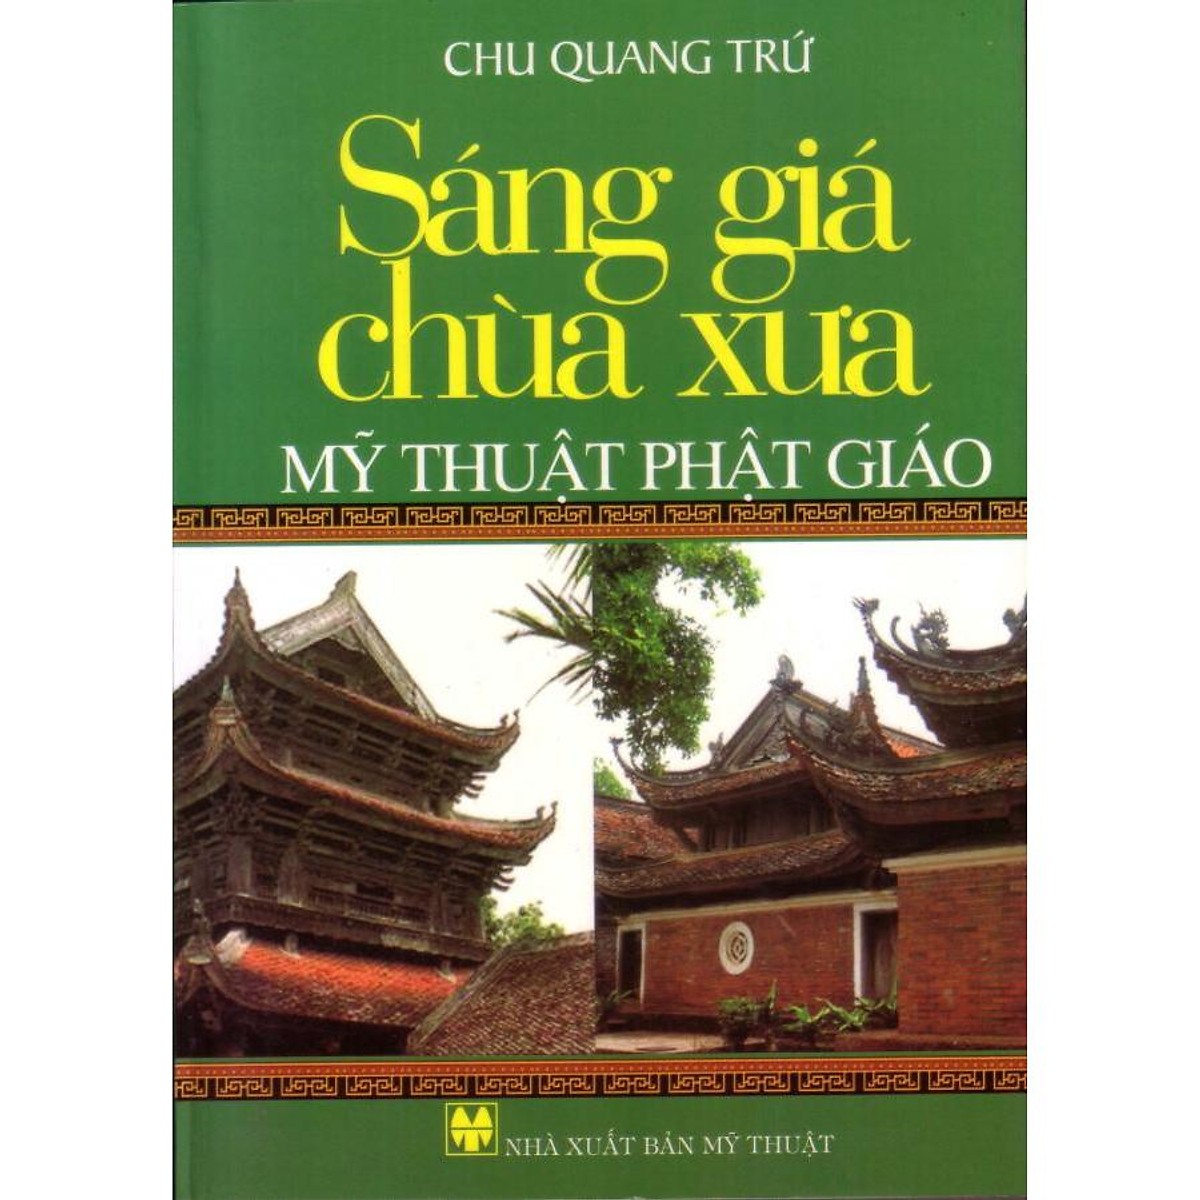 CHU QUANG TRỨ
Sáng giá
chùa xưa
MỸ THUẬT PHẬT GIÁO
NHÀ XUẤT BẢN MỸ THUẬT